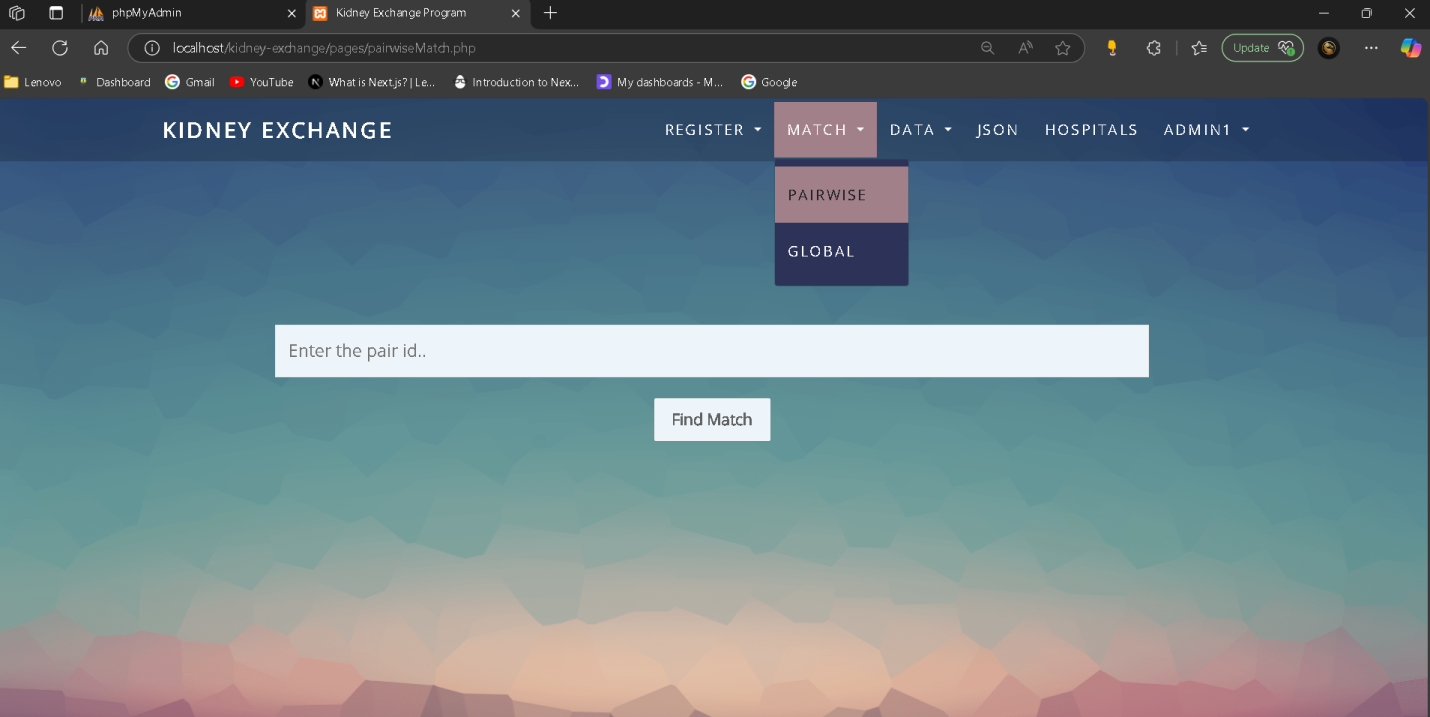 phpMyAdmin
Kidney Exchange Program
localhost/kidney-exchange/pages/pairwiseMatch.php
Update
Lenovo
Dashboard
Gmail
YouTube
What is Next.js? | Le...
Introduction to Nex...
My dashboards - M...
Google
KIDNEY EXCHANGE
REGISTER
MATCH
DATA
JSON
HOSPITALS
ADMIN1
PAIRWISE
GLOBAL
Enter the pair id..
Find Match